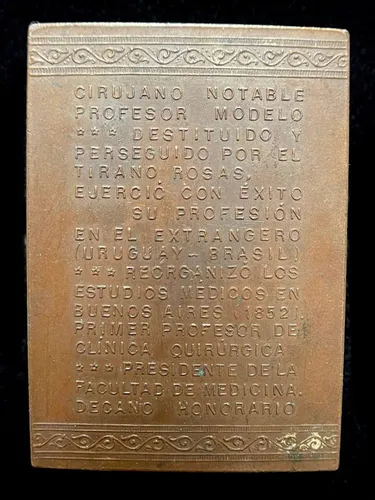 CIRUJANO NOTABLE
PROFESOR MODELO
*** DESTITUIDO Y
PERSEGUIDO POR EL
TIRANO ROSAS,
EJERCIÓ CON ÉXITO
SU PROFESIÓN
EN EL EXTRANGERO
(URUGUAY-BRASIL)
*** REORGANIZÓ LOS
ESTUDIOS MÉDICOS EN
BUENOS AIRES (1852).
PRIMER PROFESOR DE
CLÍNICA QUIRÚRGICA
*** PRESIDENTE DE LA
FACULTAD DE MEDICINA.
DECANO HONORARIO